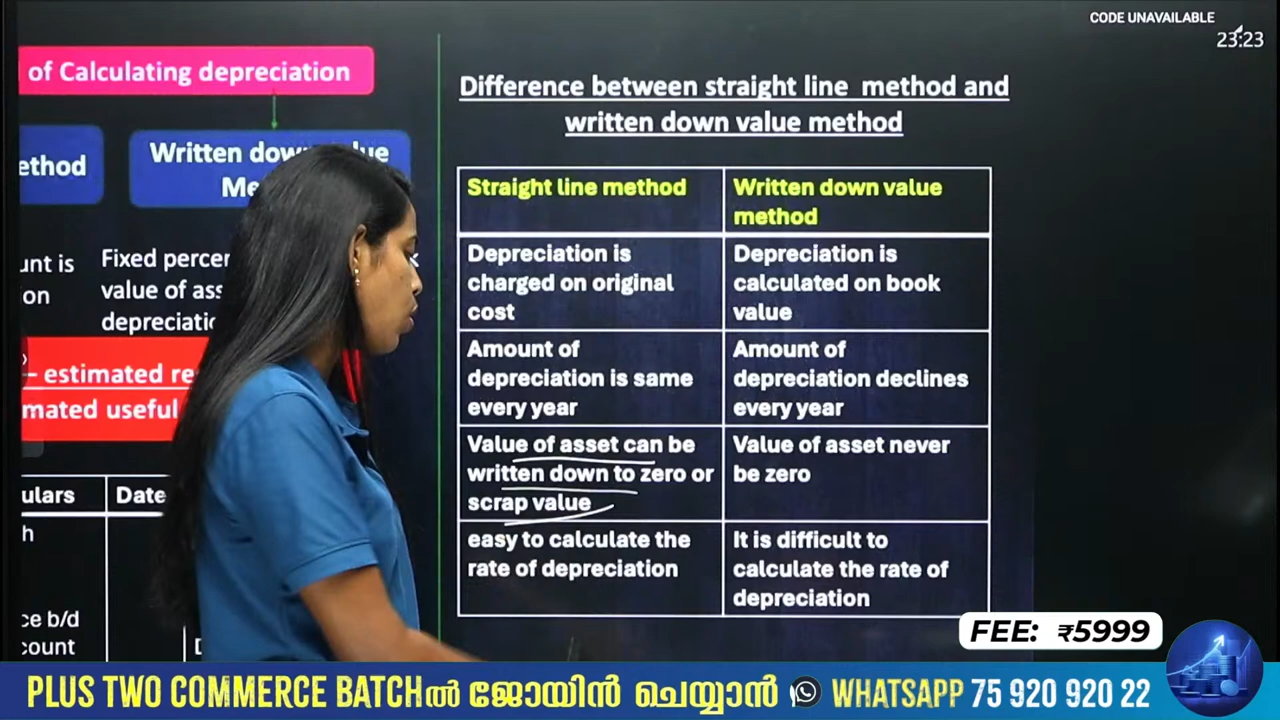 CODE UNAVAILABLE
23:23
of Calculating depreciation
ethod
Written down
Difference between straight line method and
written down value method
Straight line method
Written down value
method
Depreciation is
charged on original
cost
Depreciation is
calculated on book
value
Amount of
depreciation is same
every year
Amount of
depreciation declines
every year
Value of asset can be
written down to zero or
scrap value
Value of asset never
be zero
easy to calculate the
rate of depreciation
It is difficult to
calculate the rate of
depreciation
unt is
on
Fixed percen
value of ass
depreciatio
– estimated re
mated useful
ulars
Date
h
ce b/d
count
FEE: ₹5999
PLUS TWO COMMERCE BATCHൽ ജോയിൻ ചെയ്യാൻ WHATSAPP 75 920 920 22